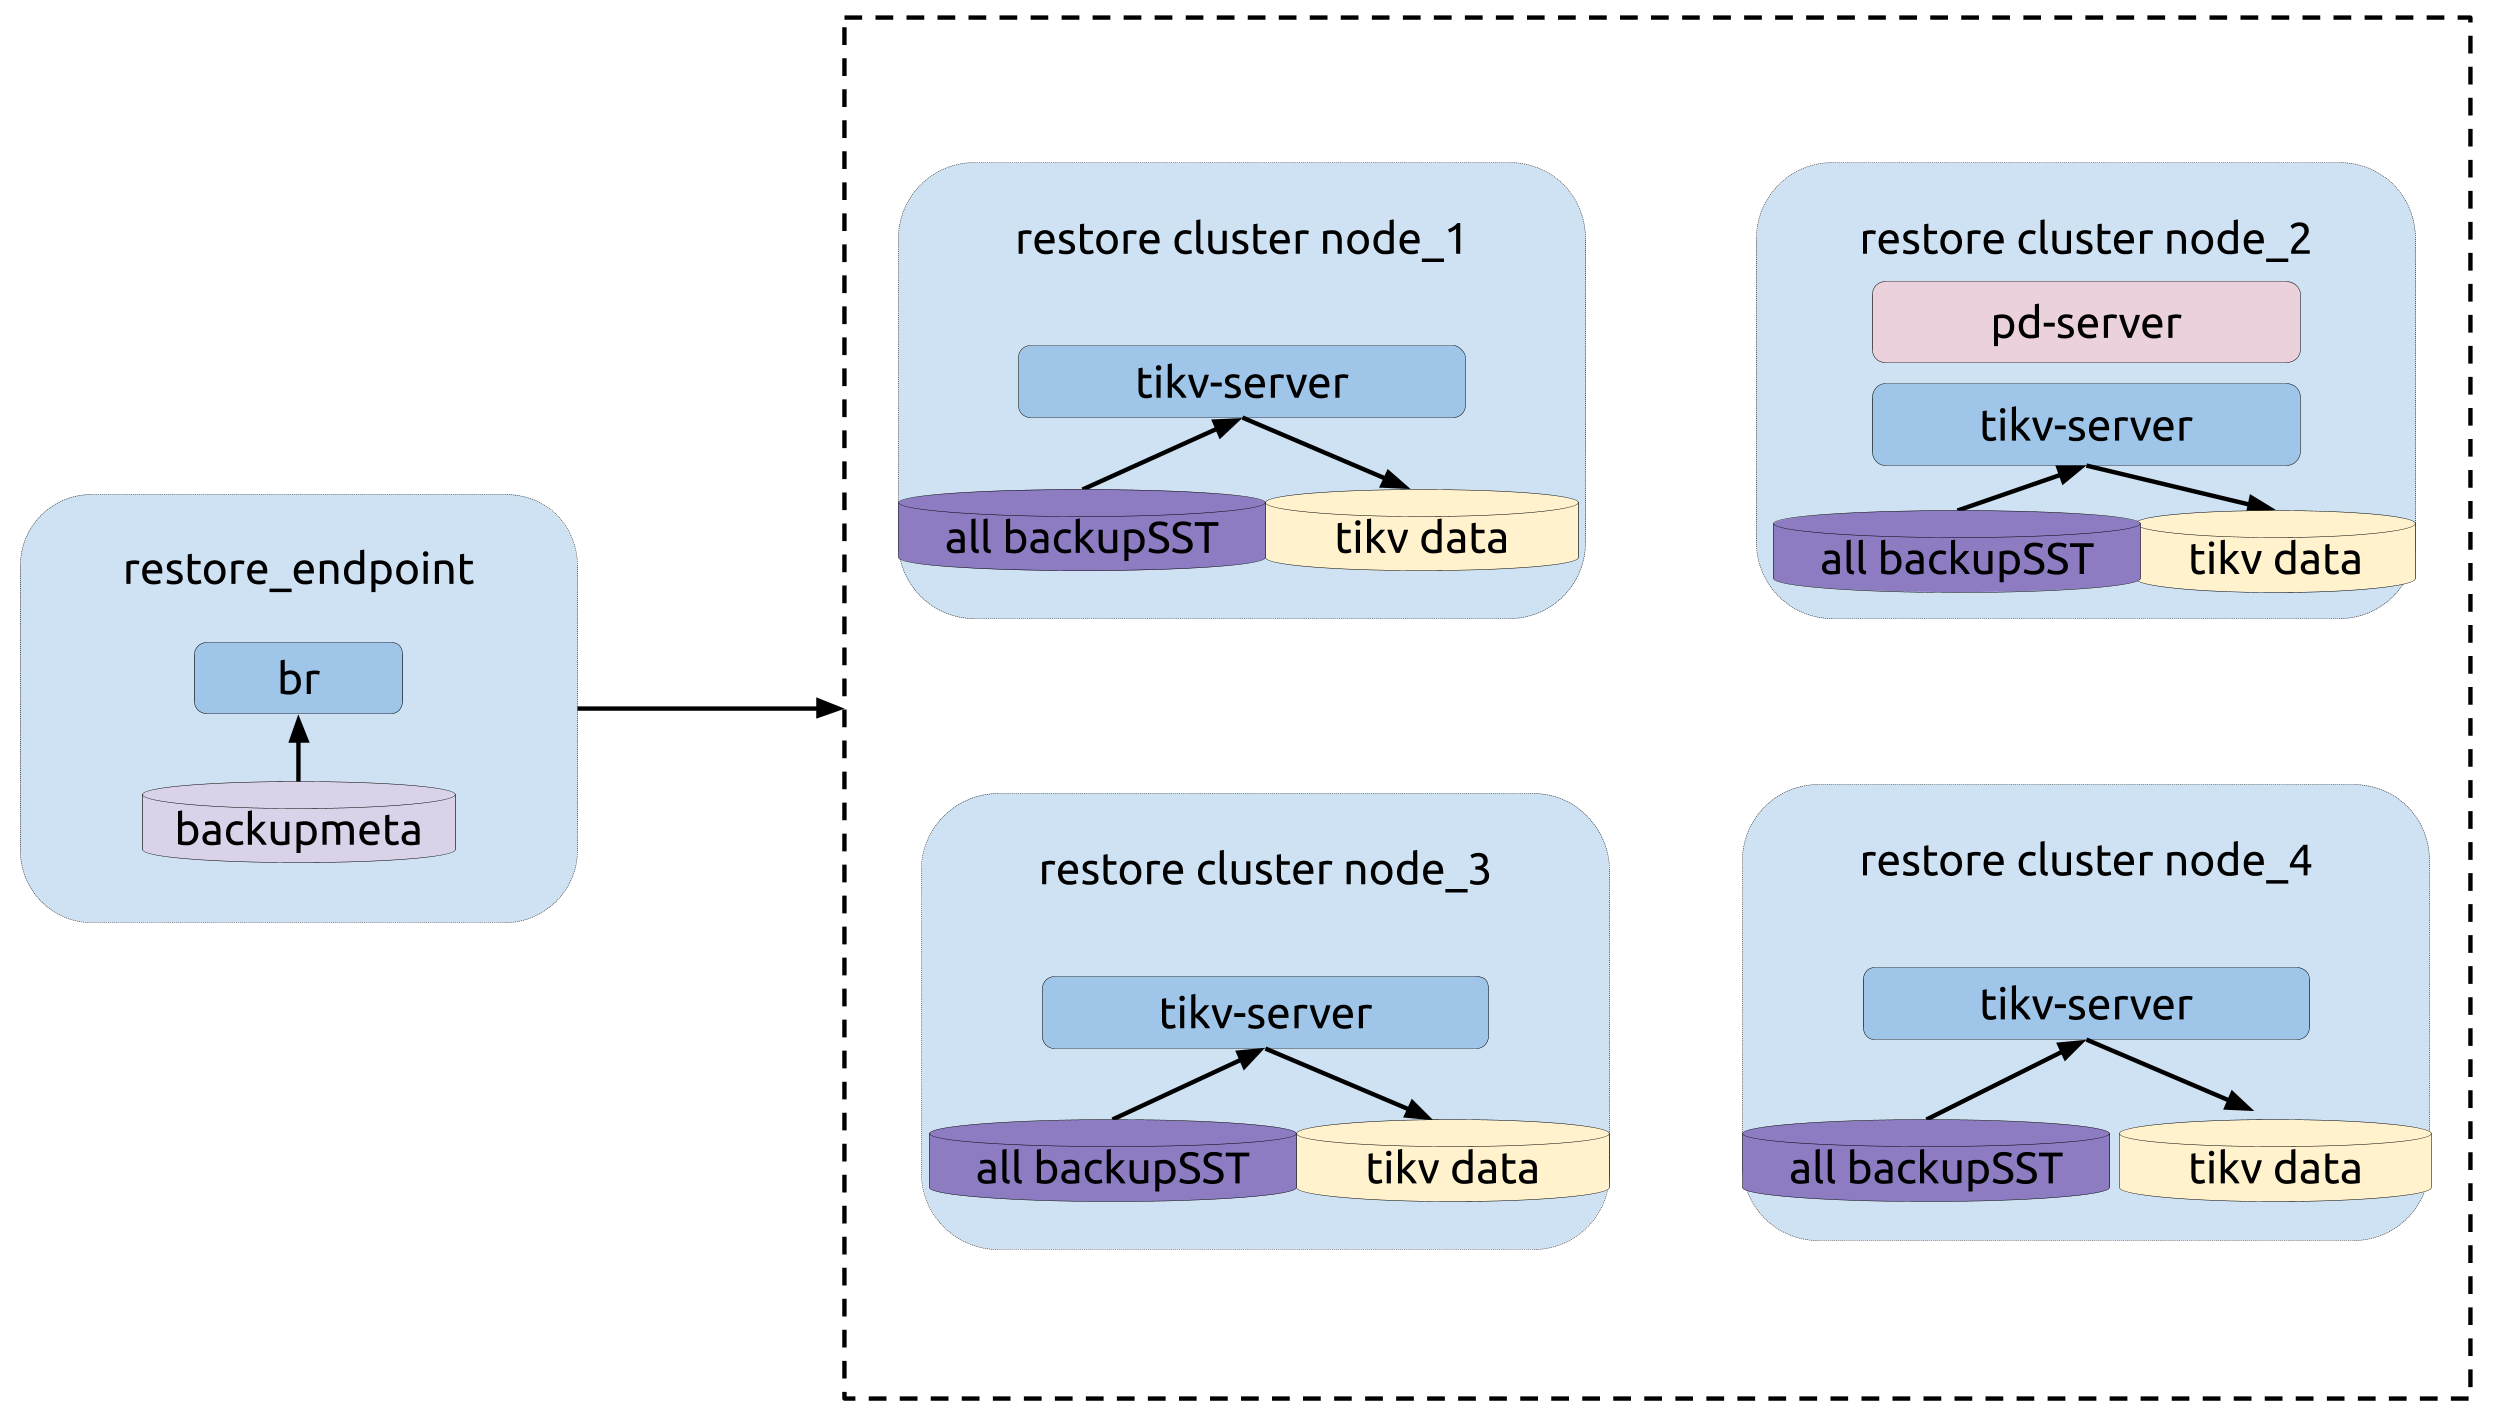 restore_endpoint
br
backupmeta
restore cluster node_1
tikv-server
all backupSST
tikv data
restore cluster node_2
pd-server
tikv-server
all backupSST
tikv data
restore cluster node_3
tikv-server
all backupSST
tikv data
restore cluster node_4
tikv-server
all backupSST
tikv data